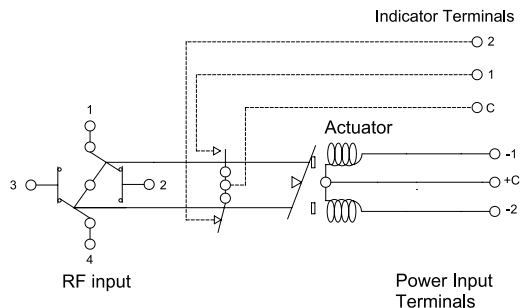 Indicator Terminals
2
1
C
Actuator
1
-1
3
2
+C
-2
4
RF input
Power Input
Terminals